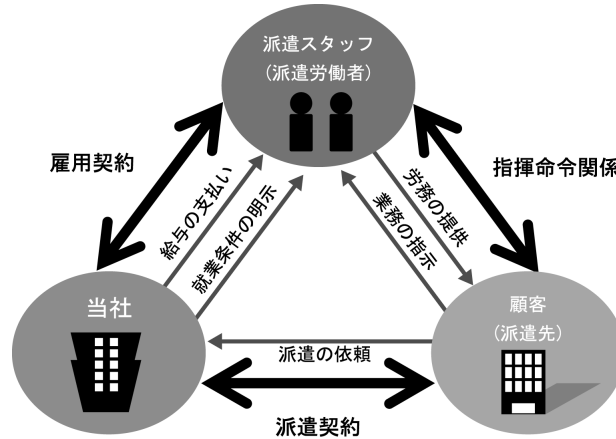 派遣スタッフ
(派遣労働者)
雇用契約
指揮命令関係
給与の支払い
就業条件の明示
労務の提供
業務の指示
当社
顧客
(派遣先)
派遣の依頼
派遣契約